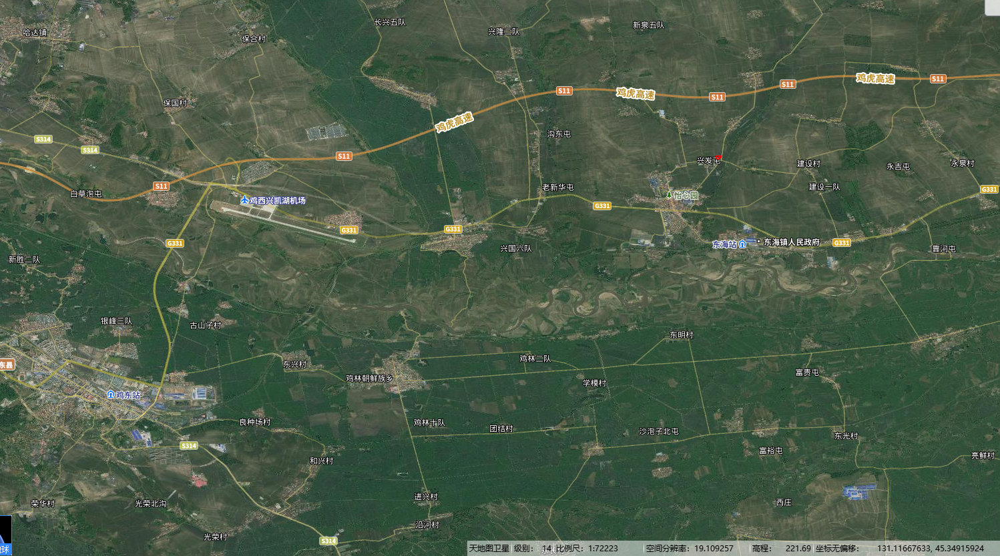 长兴五队
新泉五队
兴隆二队
哈达镇
保合村
S11
鸡虎高速
S11
S11
鸡虎高速
S11
保国村
鸡虎高速
沟东屯
S314
S314
S11
兴发屯
建设村
永吉屯
永泉村
S11
老新华屯
建设一队
G331
白草泡屯
怡心园
鸡西兴凯湖机场
G331
G331
G331
G331
东海站
东海镇人民政府
G331
兴国六队
靠河屯
新胜二队
银峰三队
古山子村
东明村
东兴村
鸡林二队
东县
富贵屯
鸡林朝鲜族乡
学模村
鸡东站
良种场村
鸡林十队
团结村
沙泡子北屯
东光村
S314
富裕屯
亮鲜村
和兴村
进兴村
西庄
荣华村
光荣北沟
沿河村
光荣村
S314
球
天地图卫星 级别： 14 比例尺： 1:72223 空间分辨率： 19.109257 高程： 221.69 坐标无偏移： 131.11667633, 45.34915924